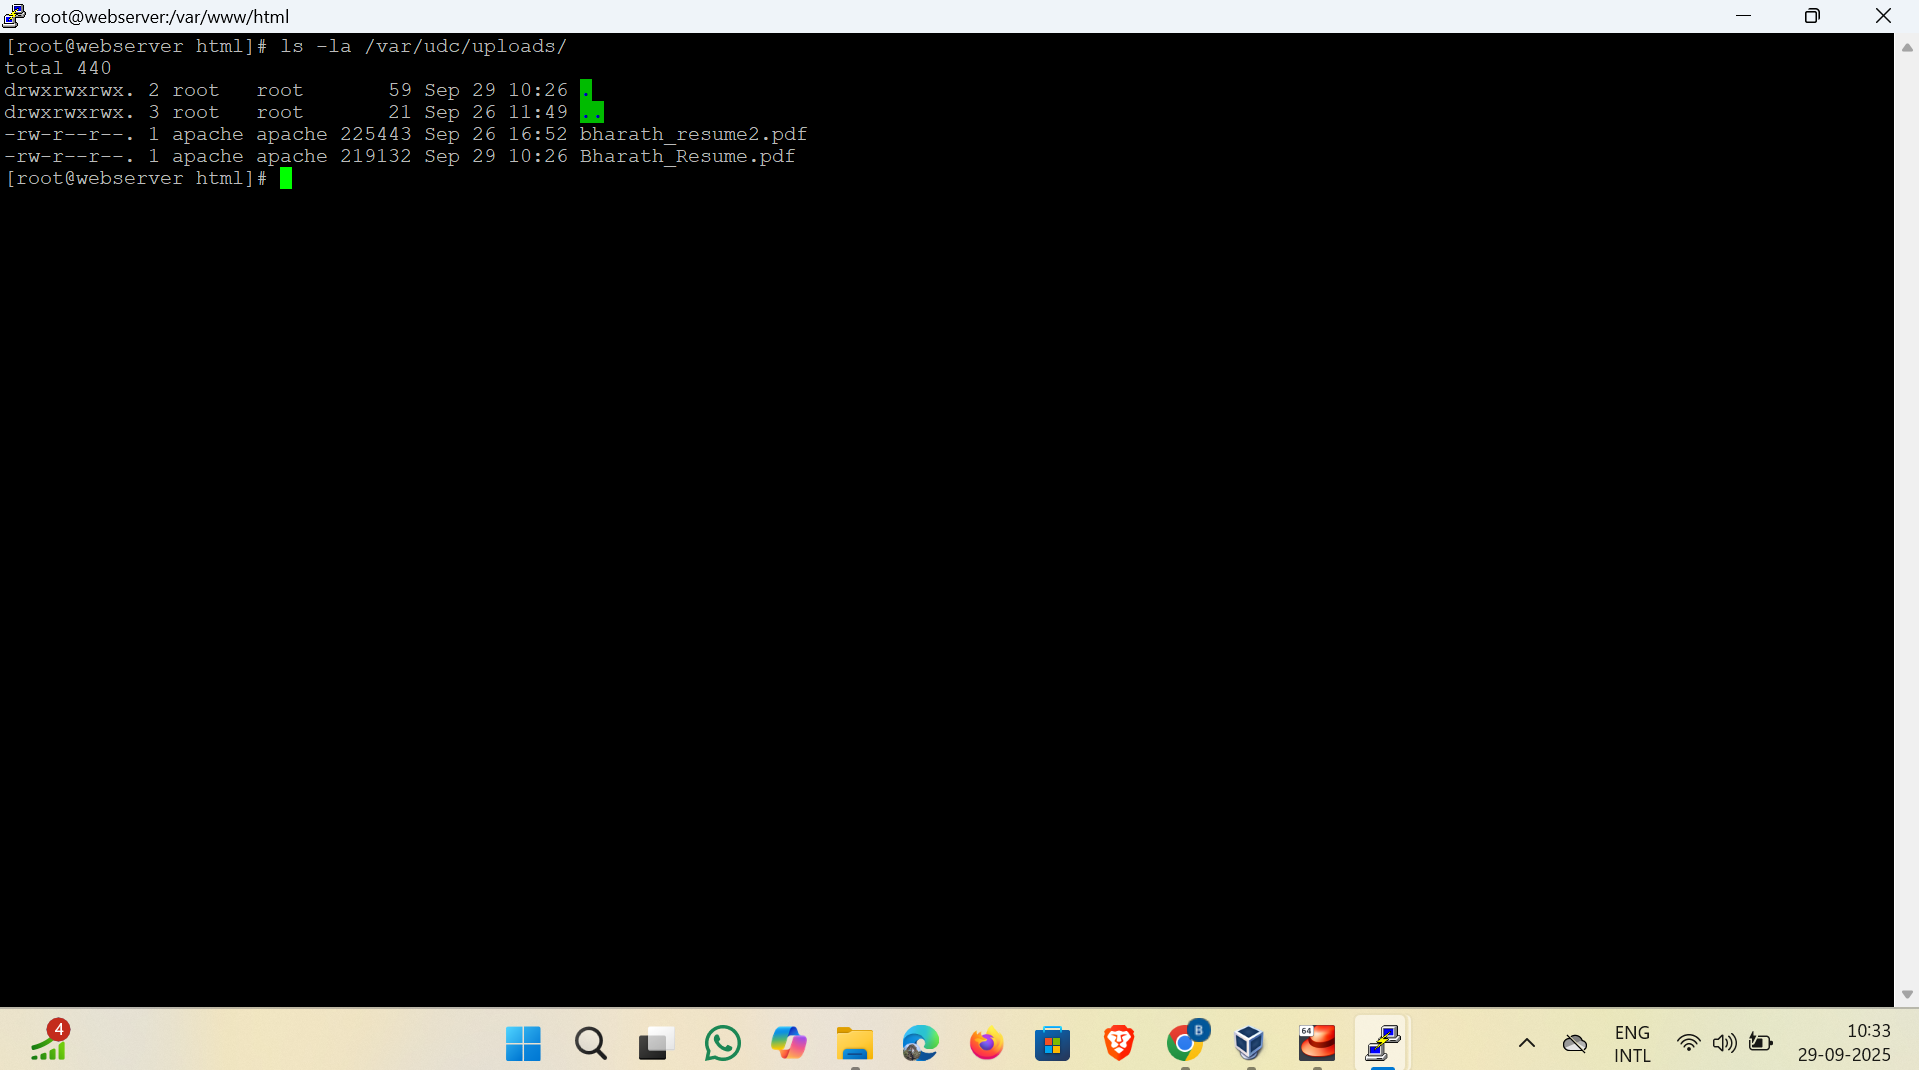 root@webserver:/var/www/html
[root@webserver html]# ls -la /var/udc/uploads/
total 440
drwxrwxrwx. 2 root   root       59 Sep 29 10:26 .
drwxrwxrwx. 3 root   root       21 Sep 26 11:49 ..
-rw-r--r--. 1 apache apache 225443 Sep 26 16:52 bharath_resume2.pdf
-rw-r--r--. 1 apache apache 219132 Sep 29 10:26 Bharath_Resume.pdf
[root@webserver html]#
4
B
64
ENG
INTL
10:33
29-09-2025